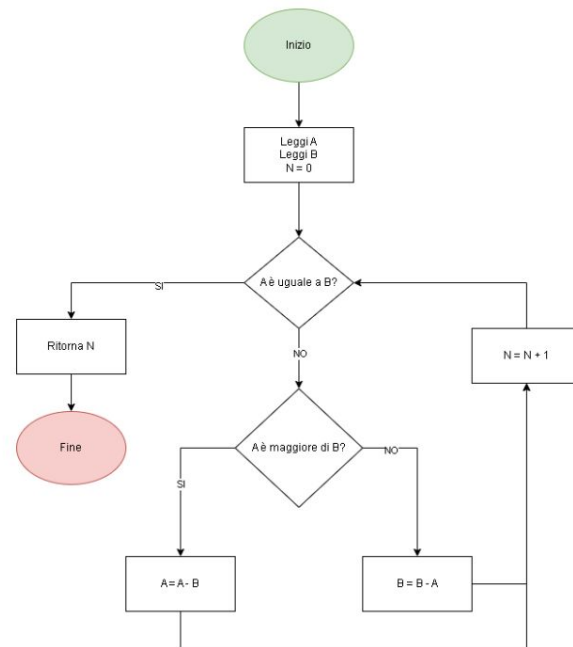 Inizio
Leggi A
Leggi B
N = 0
A è uguale a B?
SI
NO
Ritorna N
N = N + 1
Fine
A è maggiore di B?
SI
NO
A = A - B
B = B - A